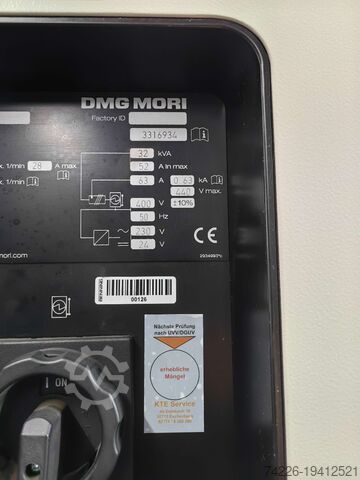 DMG MORI
Factory ID
3316934
32 kVA
x. 1/min 28 A max 52 A In max
x. 1/min 63 A 0.63 kA
440 V max.
400 V ±10%
50 Hz
230 V
24 V
mori.com
CE
00126
Nächste Prüfung
nach UVV/DGUV
erhebliche
Mängel
KTE Service
I ON
74226-19412521